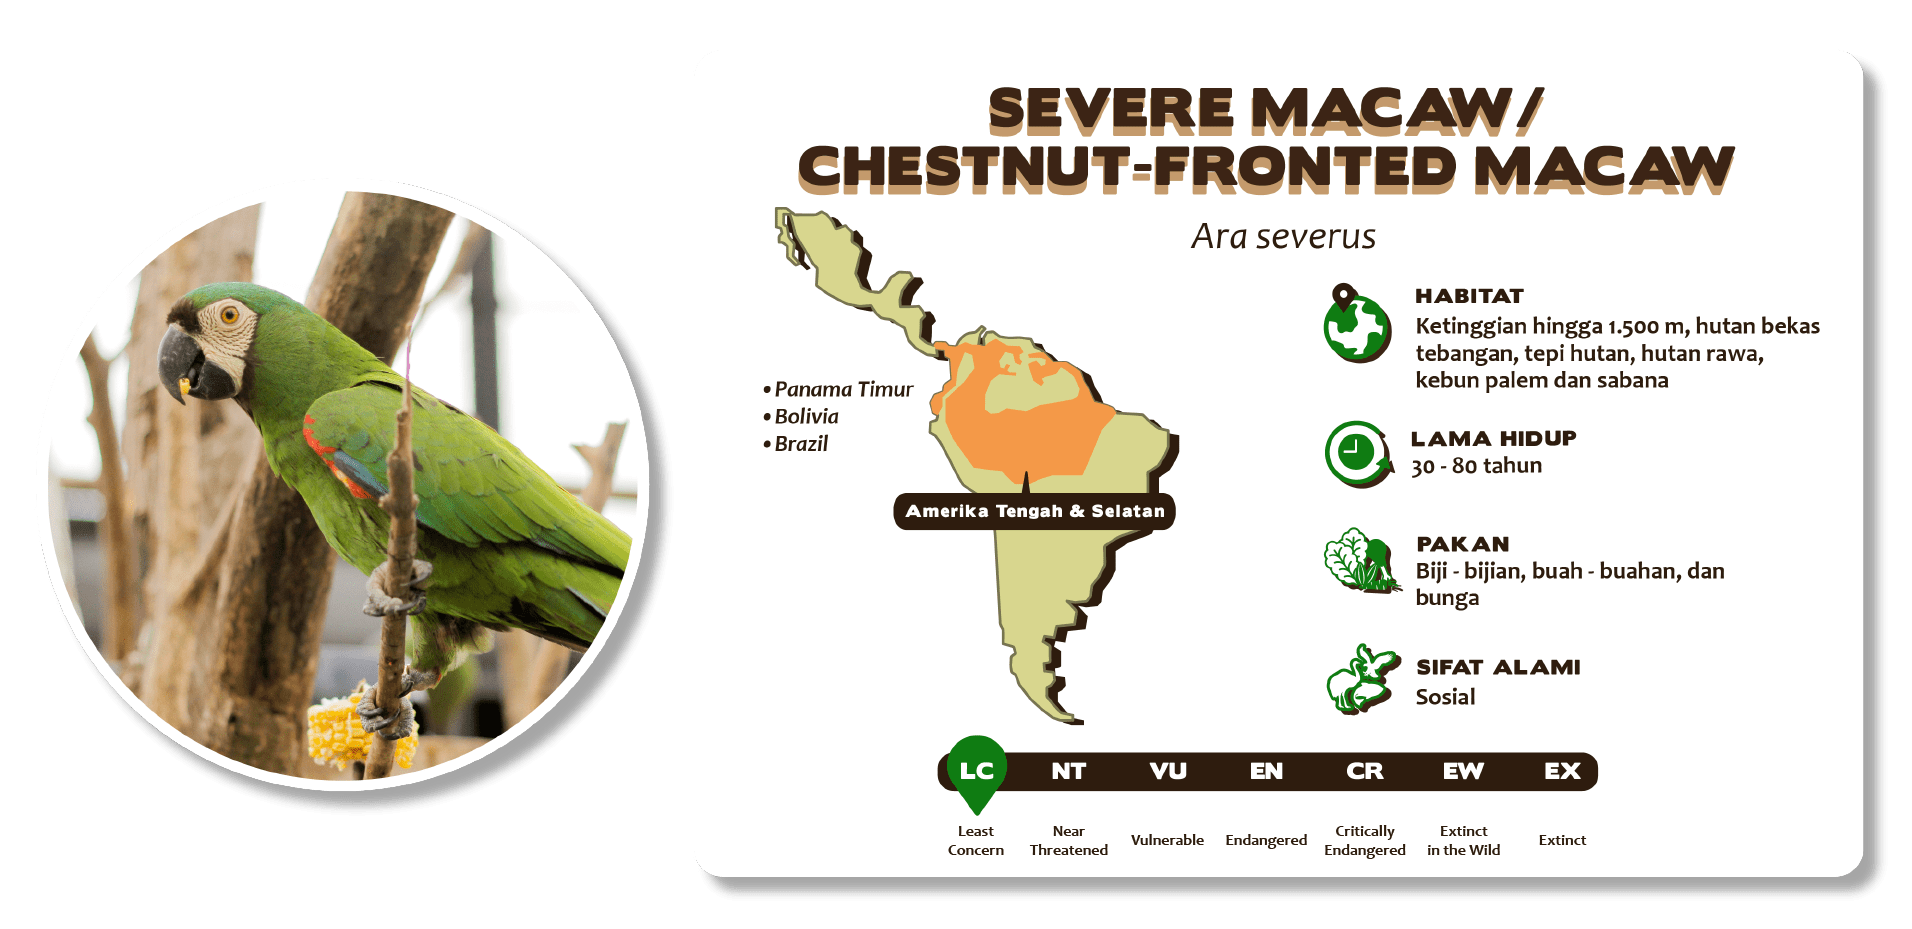 SEVERE MACAW/
CHESTNUT-FRONTED MACAW
Ara severus
• Panama Timur
• Bolivia
• Brazil
Amerika Tengah & Selatan
HABITAT
Ketinggian hingga 1.500 m, hutan bekas
tebangan, tepi hutan, hutan rawa,
kebun palem dan sabana
LAMA HIDUP
30 - 80 tahun
PAKAN
Biji - bijian, buah - buahan, dan
bunga
SIFAT ALAMI
Sosial
LC NT VU EN CR EW EX
Least Concern
Near Threatened
Vulnerable
Endangered
Critically Endangered
Extinct in the Wild
Extinct